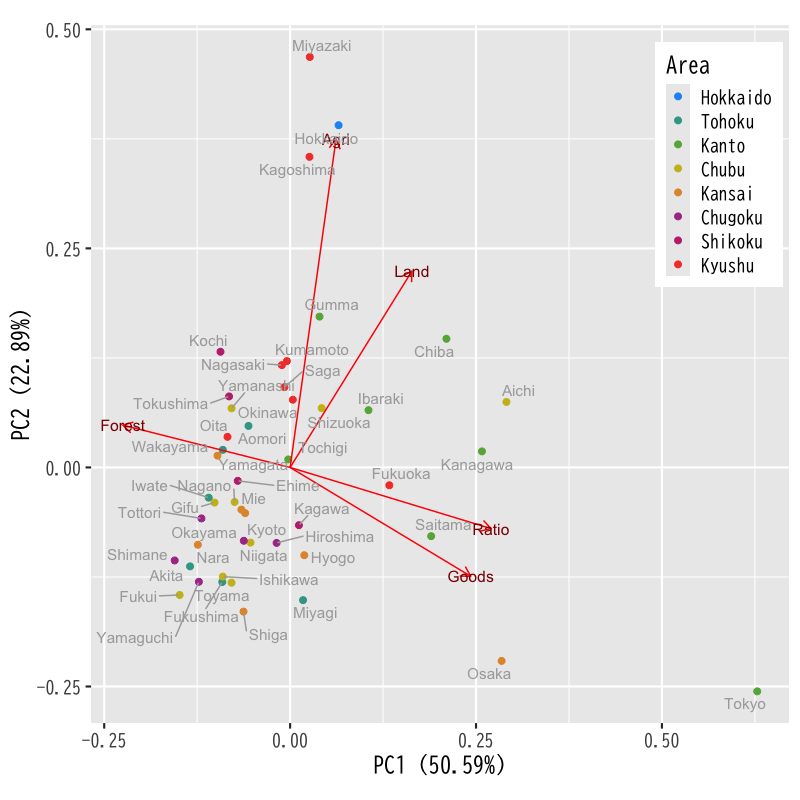 0.50
0.25
0.00
−0.25
PC2 (22.89%)
Miyazaki
Hokkaido
Kagoshima
Land
Gumma
Chiba
Kochi
Kumamoto
Nagasaki
Saga
Yamanashi
Tokushima
Okinawa
Aichi
Ibaraki
Shizuoka
Forest
Oita
Aomori
Wakayama
Tochigi
Yamagata
Kanagawa
Fukuoka
Iwate
Nagano
Ehime
Mie
Gifu
Tottori
Kagawa
Saitama
Ratio
Okayama
Kyoto
Hiroshima
Shimane
Nara
Niigata
Hyogo
Akita
Ishikawa
Goods
Fukui
Toyama
Fukushima
Miyagi
Yamaguchi
Shiga
Osaka
Tokyo
Area
Hokkaido
Tohoku
Kanto
Chubu
Kansai
Chugoku
Shikoku
Kyushu
−0.25
0.00
0.25
0.50
PC1 (50.59%)